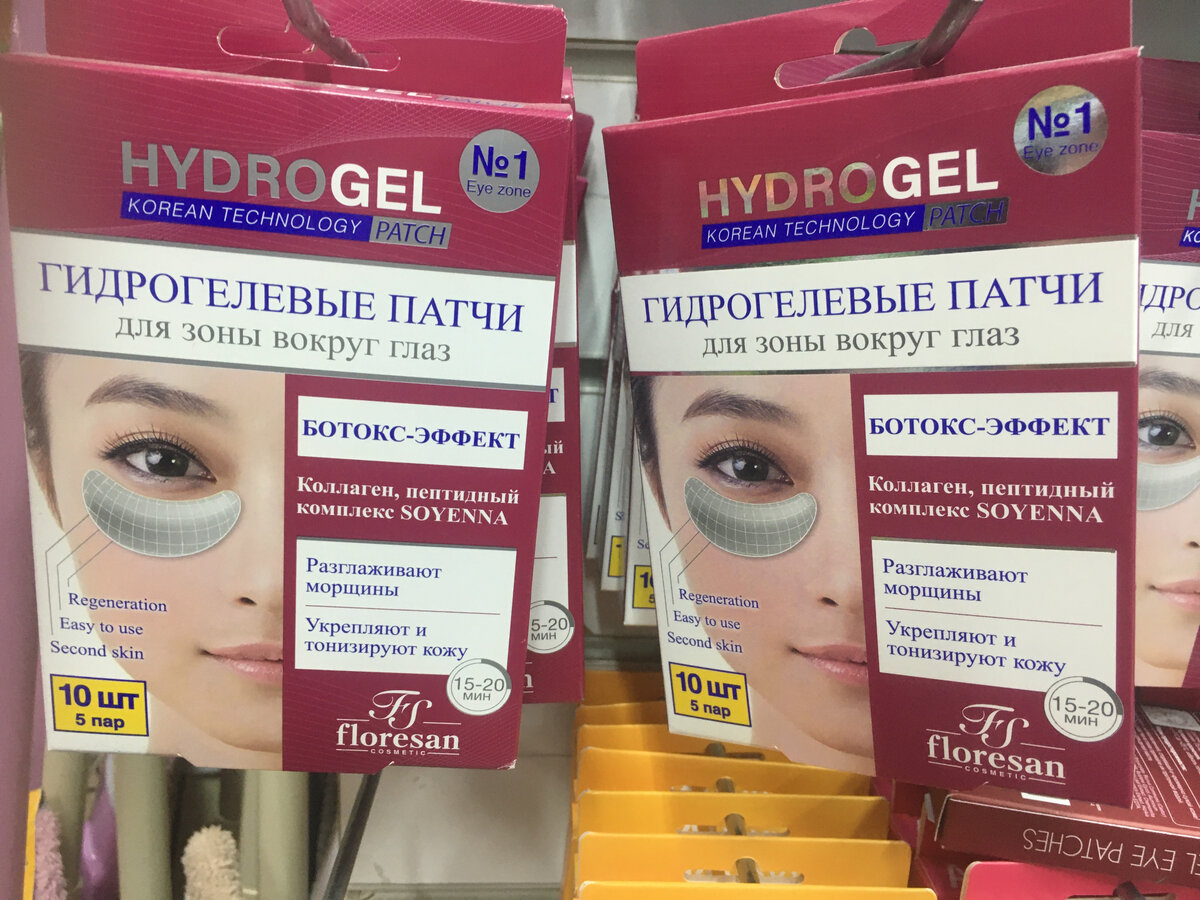 HYDROGEL
№1
Eye zone
KOREAN TECHNOLOGY PATCH
ГИДРОГЕЛЕВЫЕ ПАТЧИ
для зоны вокруг глаз
БОТОКС-ЭФФЕКТ
Коллаген, пептидный
комплекс SOYENNA
Разглаживают
морщины
Укрепляют и
тонизируют кожу
Regeneration
Easy to use
Second skin
10 ШТ
5 пар
15-20
МИН
FS
floresan
COSMETIC
5-20
МИН
HYDROGEL
№1
Eye zone
KOREAN TECHNOLOGY PATCH
ГИДРОГЕЛЕВЫЕ ПАТЧИ
для зоны вокруг глаз
БОТОКС-ЭФФЕКТ
Коллаген, пептидный
комплекс SOYENNA
Разглаживают
морщины
Укрепляют и
тонизируют кожу
Regeneration
Easy to use
Second skin
10 ШТ
5 пар
15-20
МИН
FS
floresan
COSMETIC
для
EYE PATCHES